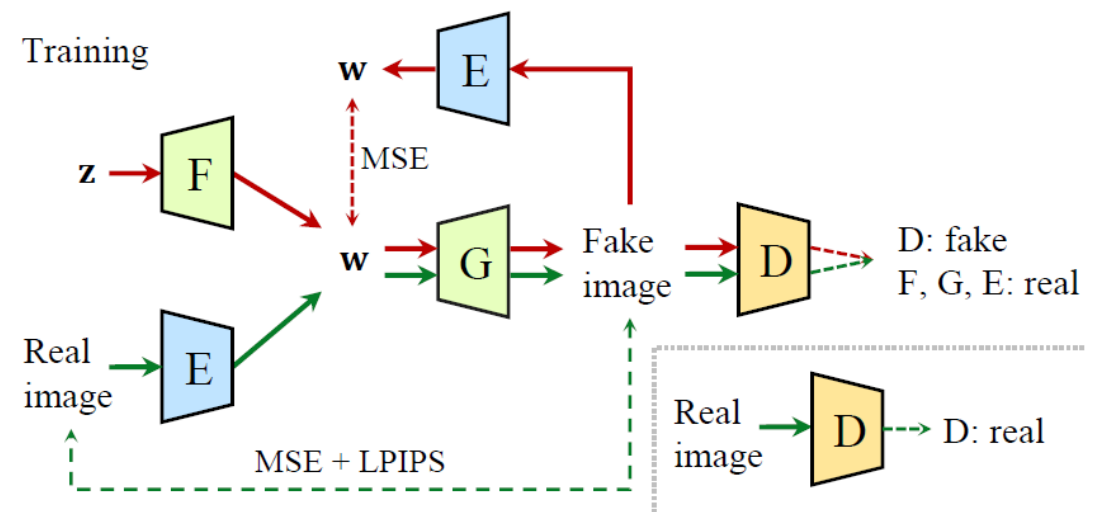 Training
w
E
MSE
z
F
w
G
Fake
image
D
D: fake
F, G, E: real
Real
image
E
MSE + LPIPS
Real
image
D
D: real